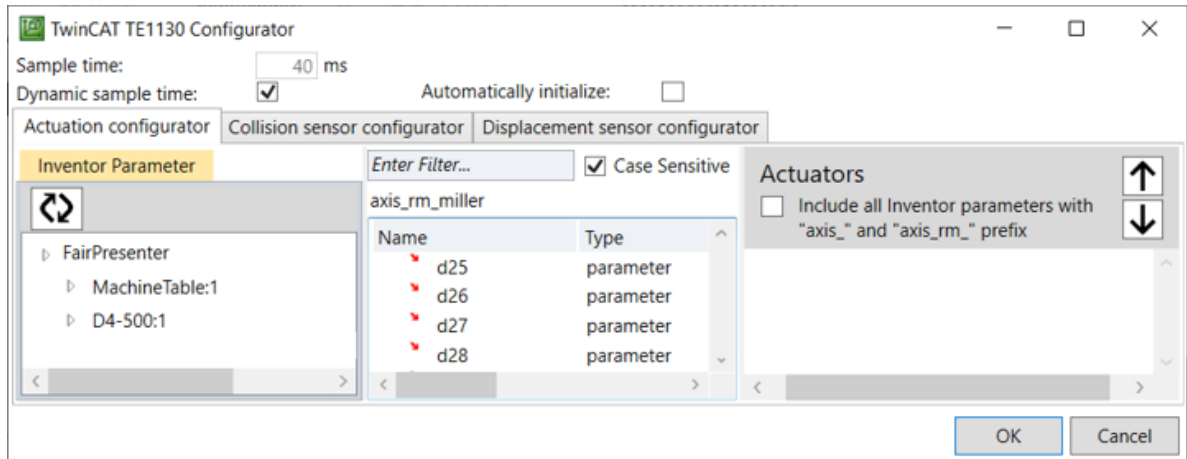 TwinCAT TE1130 Configurator
Sample time: 40 ms
Dynamic sample time: Automatically initialize:
Actuation configurator Collision sensor configurator Displacement sensor configurator
Inventor Parameter
FairPresenter
MachineTable:1
D4-500:1
Enter Filter... Case Sensitive
axis_rm_miller
Name Type
d25 parameter
d26 parameter
d27 parameter
d28 parameter
Actuators
Include all Inventor parameters with
"axis_" and "axis_rm_" prefix
OK Cancel